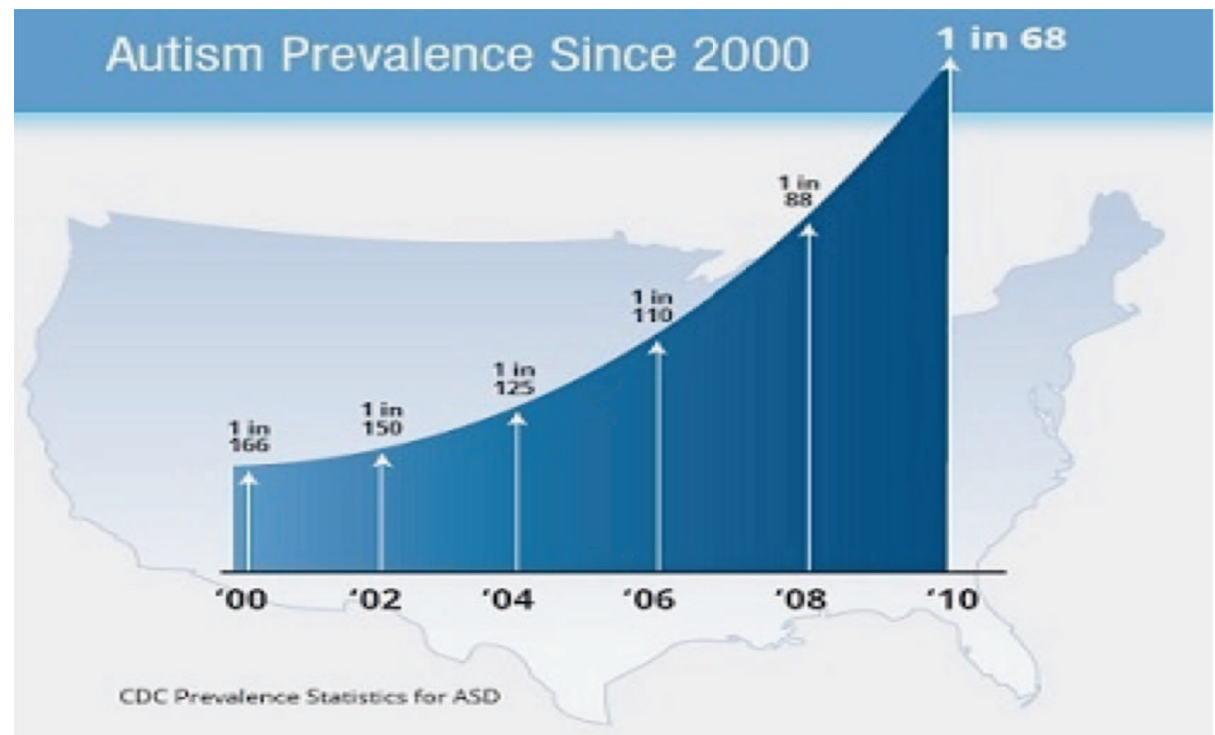 Autism Prevalence Since 2000
1 in 68
1 in
88
1 in
110
1 in
125
1 in
150
1 in
166
‘00 ‘02 ‘04 ‘06 ‘08 ‘10
CDC Prevalence Statistics for ASD